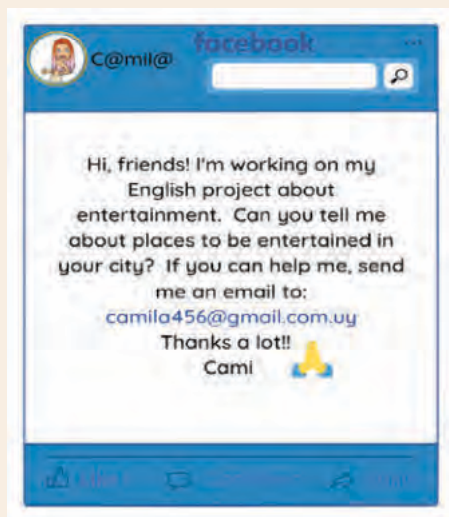 facebook
C@mil@
Hi, friends! I'm working on my
English project about
entertainment. Can you tell me
about places to be entertained in
your city? If you can help me, send
me an email to:
camila456@gmail.com.uy
Thanks a lot!!
Cami